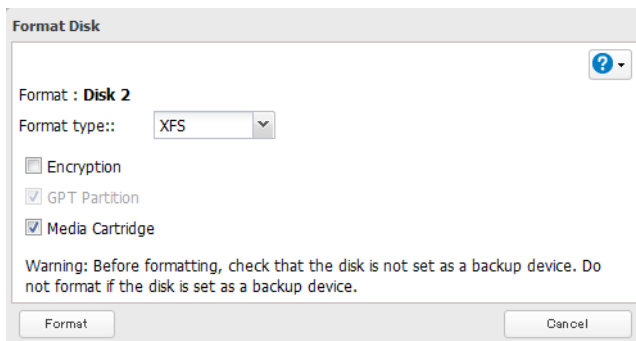 Format Disk
?
Format : Disk 2
Format type:: XFS
Encryption
GPT Partition
Media Cartridge
Warning: Before formatting, check that the disk is not set as a backup device. Do
not format if the disk is set as a backup device.
Format Cancel